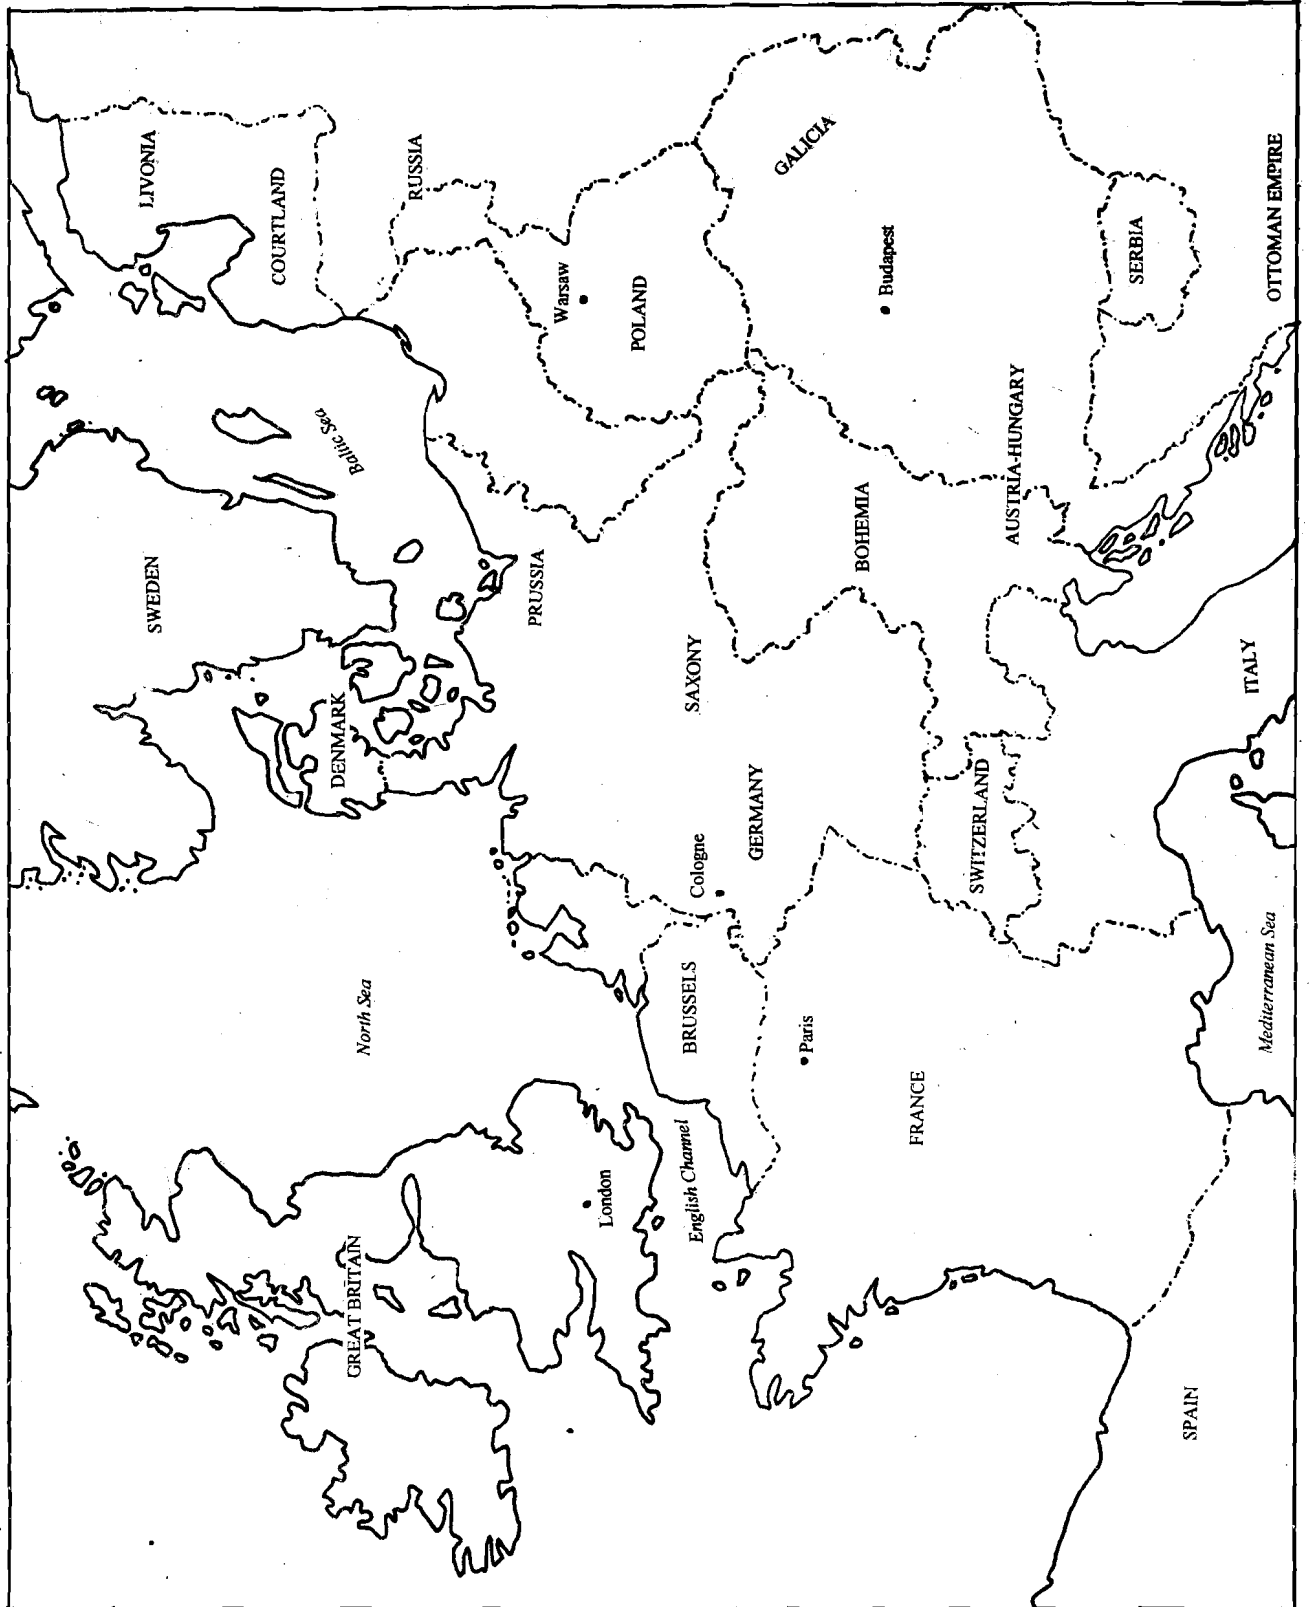 SWEDEN
LIVONIA
COURTLAND
Baltic Sea
RUSSIA
DENMARK
North Sea
GREAT BRITAIN
PRUSSIA
Warsaw
POLAND
London
English Channel
BRUSSELS
Cologne
SAXONY
GERMANY
GALICIA
Paris
BOHEMIA
Budapest
FRANCE
SWITZERLAND
AUSTRIA-HUNGARY
SERBIA
SPAIN
Mediterranean Sea
ITALY
OTTOMAN EMPIRE